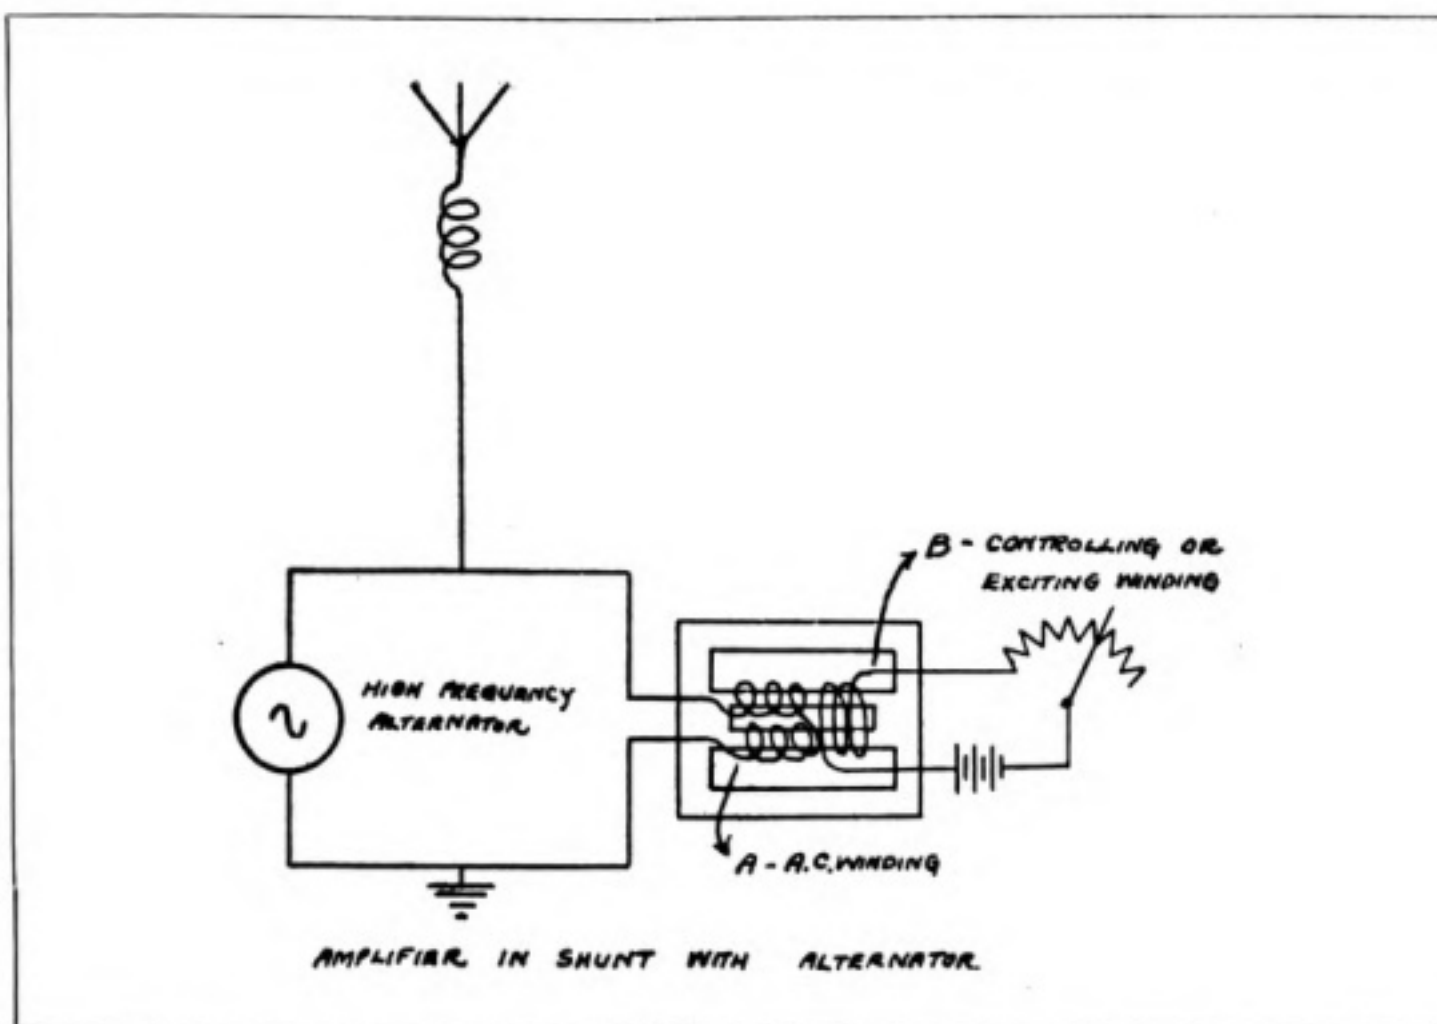 B - CONTROLLING OR
EXCITING WINDING
HIGH FREQUENCY
ALTERNATOR
A - A.C. WINDING
AMPLIFIER IN SHUNT WITH ALTERNATOR